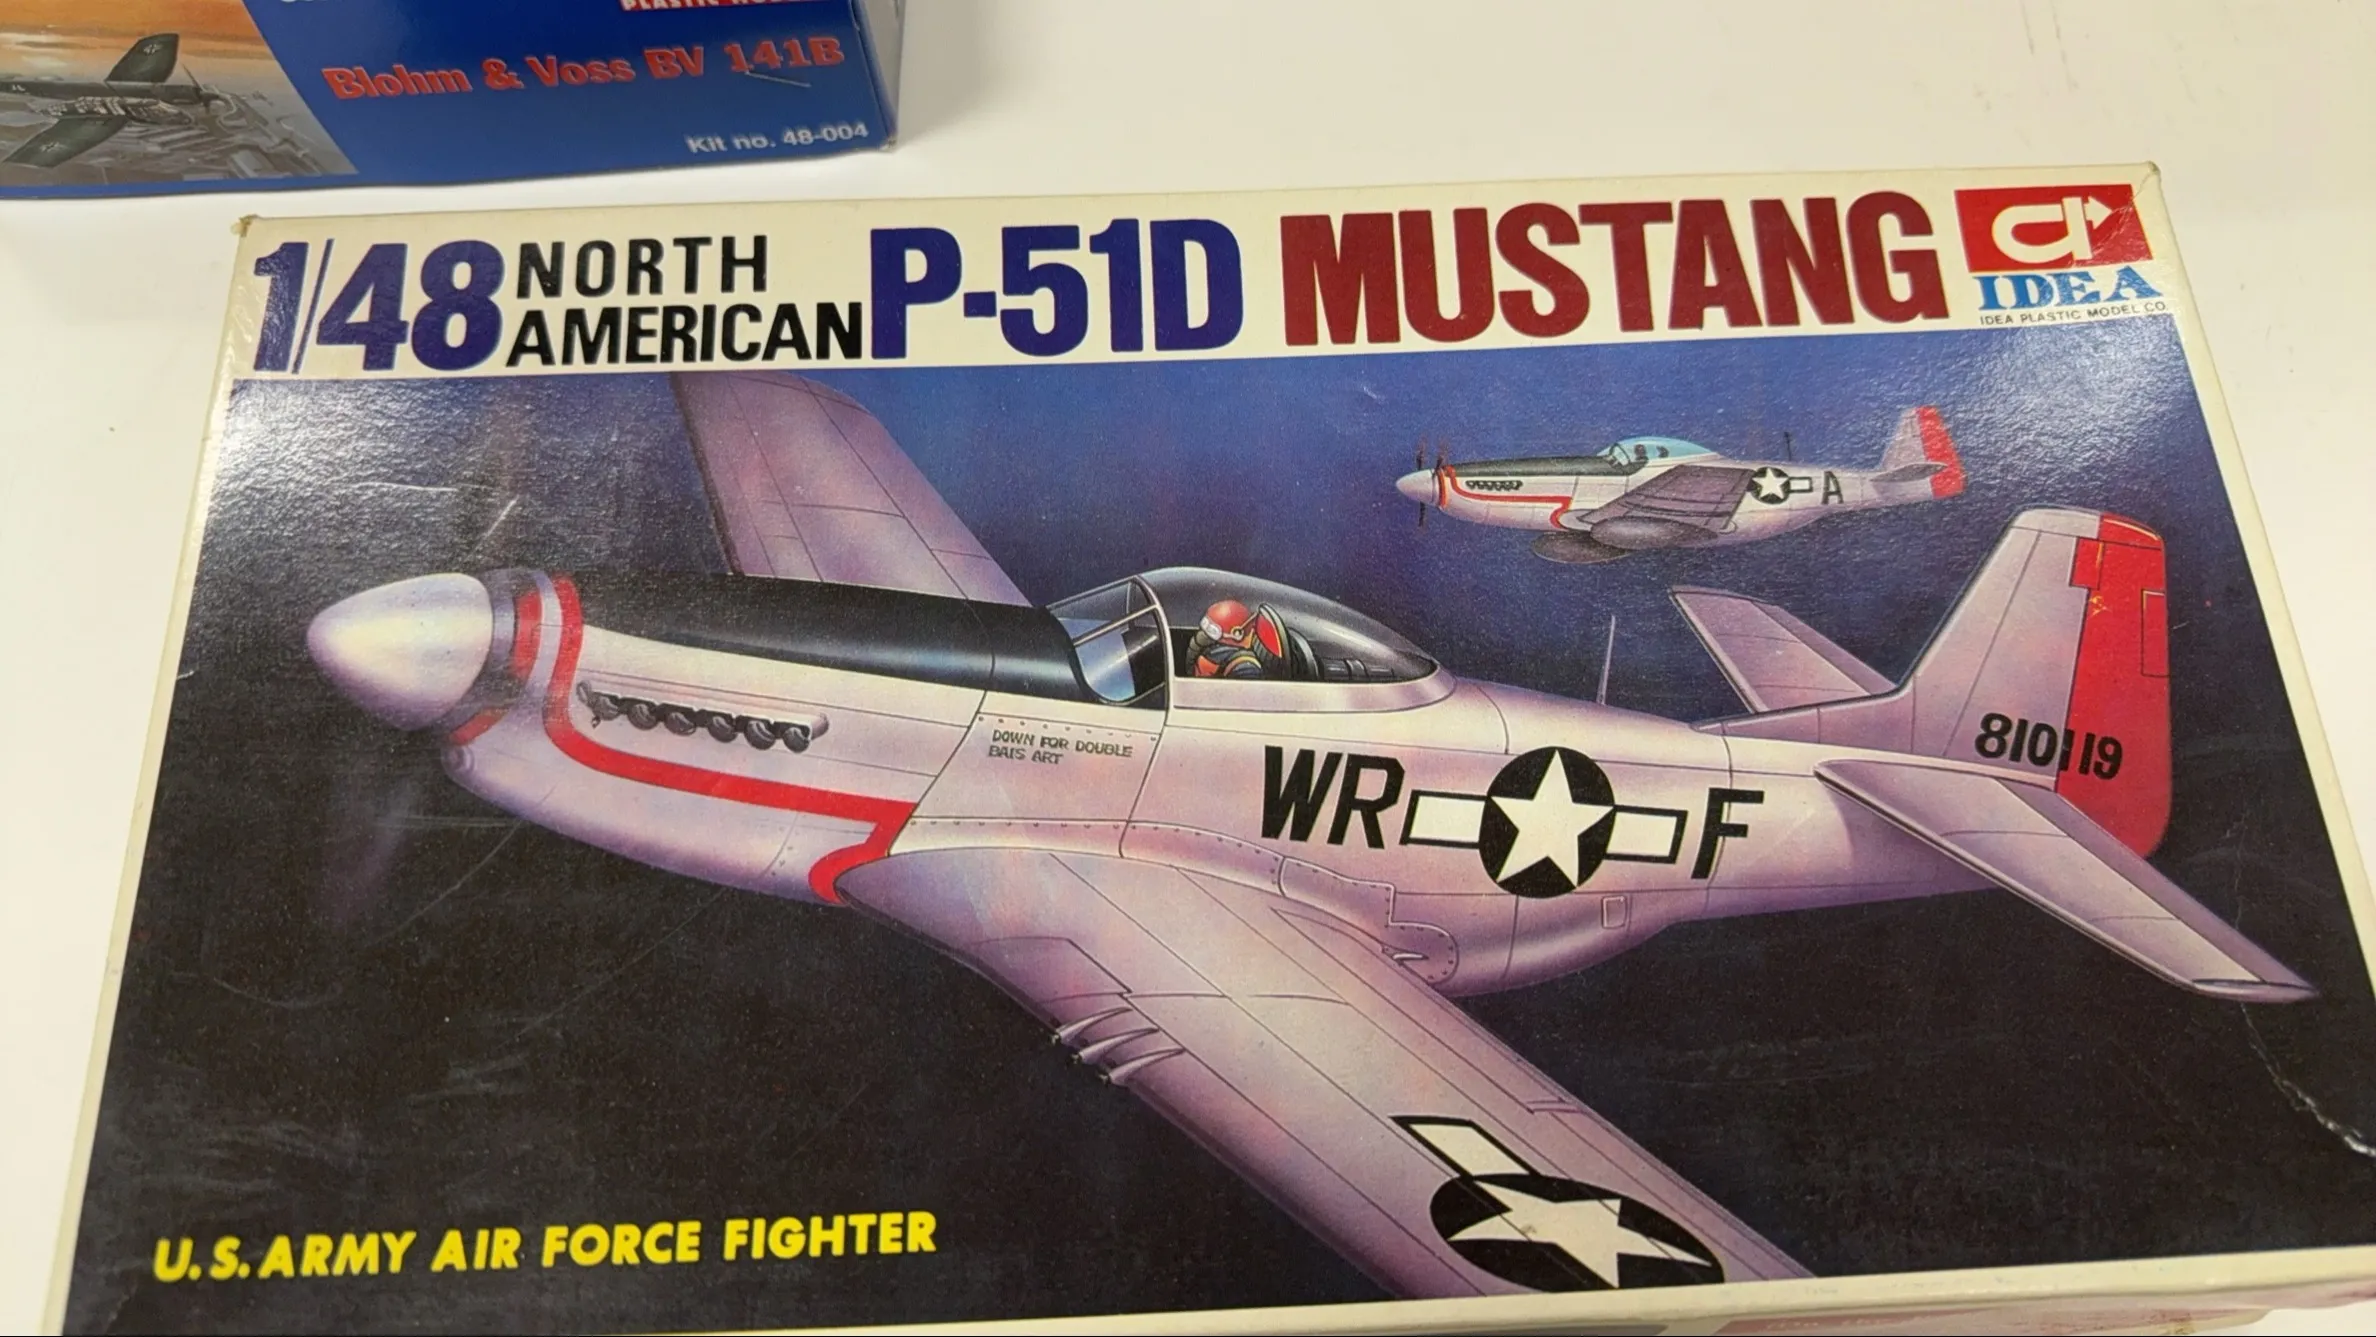 Blohm & Voss BV 141B
Kit no. 48-004
1/48 NORTH AMERICAN P-51D MUSTANG
IDEA
IDEA PLASTIC MODEL CO.
A
DOWN FOR DOUBLE
BAIS ART
WR F
810119
U.S. ARMY AIR FORCE FIGHTER